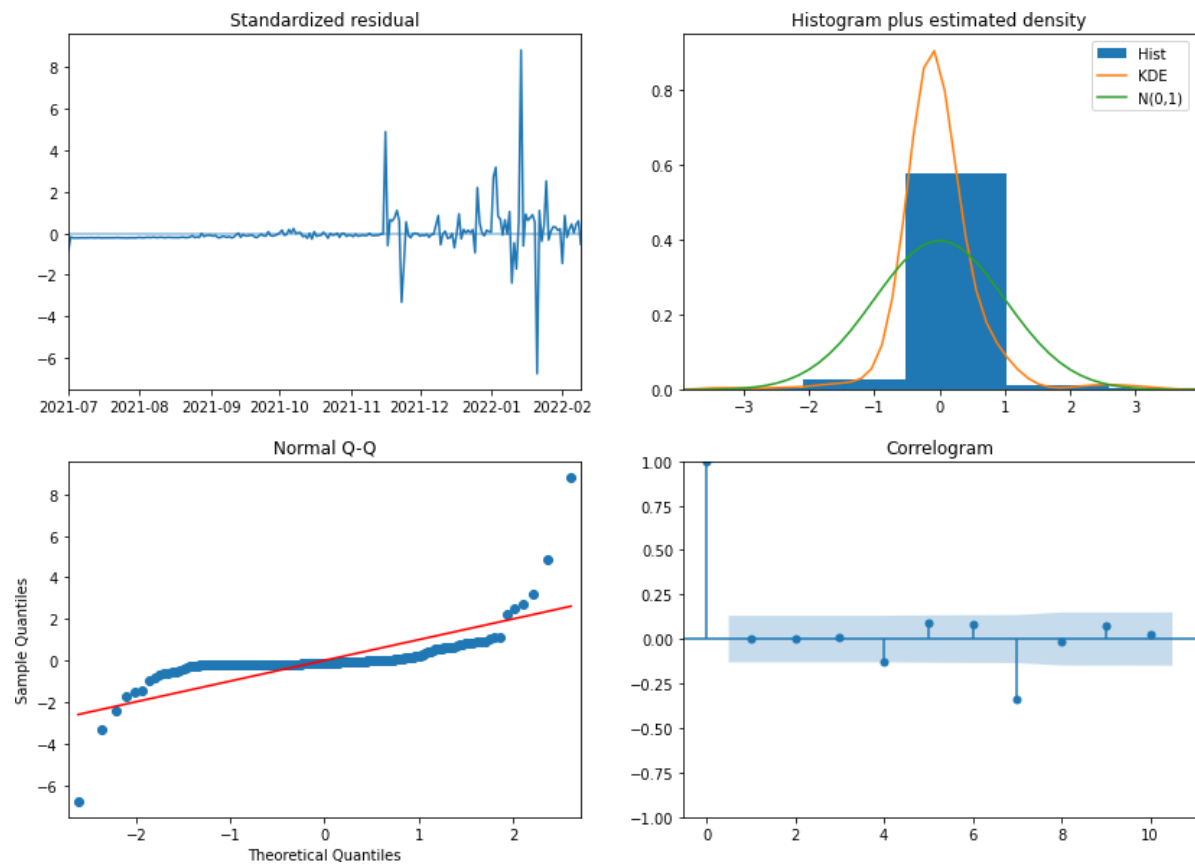 Standardized residual
8
6
4
2
0
−2
−4
−6
2021-07 2021-08 2021-09 2021-10 2021-11 2021-12 2022-01 2022-02
Histogram plus estimated density
Hist
KDE
N(0,1)
0.8
0.6
0.4
0.2
0.0
−3 −2 −1 0 1 2 3
Normal Q-Q
Sample Quantiles
8
6
4
2
0
−2
−4
−6
−2 −1 0 1 2
Theoretical Quantiles
Correlogram
1.00
0.75
0.50
0.25
0.00
−0.25
−0.50
−0.75
−1.00
0 2 4 6 8 10